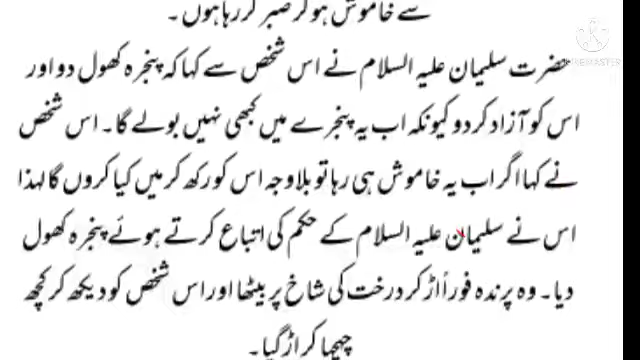 سے خاموش ہو کر صبر کر رہا ہوں ۔
حضرت سلیمان علیہ السلام نے اس شخص سے کہا کہ پنجرہ کھول دو اور
اس کو آزاد کر دو کیونکہ اب یہ پنجرے میں کبھی نہیں بولے گا۔ اس شخص
نے کہا اگر اب یہ خاموش ہی رہا تو بلاوجہ اس کو رکھ کر میں کیا کروں گا لہذا
اس نے سلیمان علیہ السلام کے حکم کی اتباع کرتے ہوئے پنجرہ کھول
دیا۔ وہ پرندہ فوراً اڑ کر درخت کی شاخ پر بیٹھا اور اس شخص کو دیکھ کر کچھ
چہچہا کر اڑ گیا۔